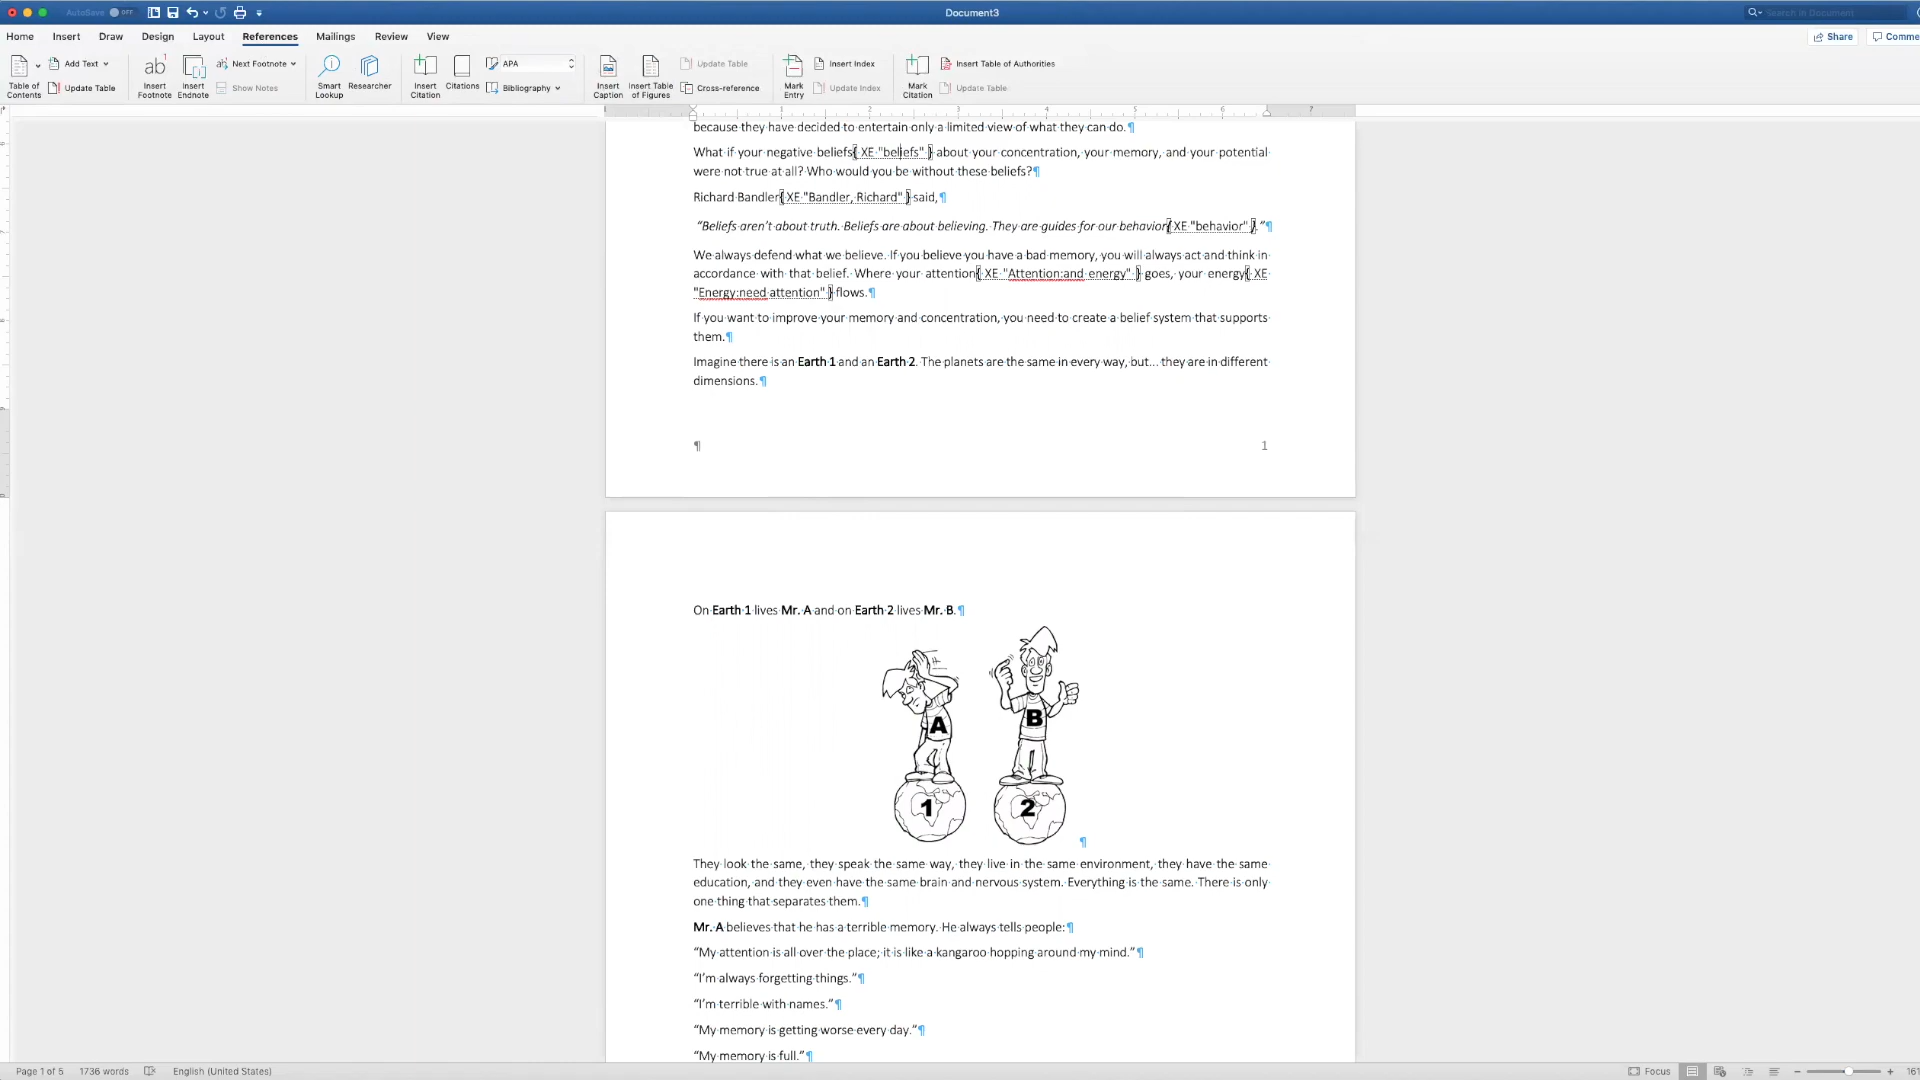 AutoSave OFF
Document3
Search in Document
Home Insert Draw Design Layout References Mailings Review View
Share
Comme
Table of Contents
Add Text
Update Table
Insert Footnote
Insert Endnote
Next Footnote
Show Notes
Smart Lookup
Researcher
Insert Citation
Citations
APA
Bibliography
Insert Caption
Insert Table of Figures
Update Table
Cross-reference
Mark Entry
Insert Index
Update Index
Mark Citation
Insert Table of Authorities
Update Table
1 2 3 4 5 6 7
because they have decided to entertain only a limited view of what they can do.¶
What if your negative beliefs{ XE "beliefs" } about your concentration, your memory, and your potential
were not true at all? Who would you be without these beliefs?¶
Richard Bandler{ XE "Bandler, Richard" } said,¶
“Beliefs aren’t about truth. Beliefs are about believing. They are guides for our behavior{ XE "behavior" }.”¶
We always defend what we believe. If you believe you have a bad memory, you will always act and think in
accordance with that belief. Where your attention{ XE "Attention:and energy" } goes, your energy{ XE
"Energy:need attention" } flows.¶
If you want to improve your memory and concentration, you need to create a belief system that supports
them.¶
Imagine there is an Earth 1 and an Earth 2. The planets are the same in every way, but... they are in different
dimensions.¶
¶ 1
On Earth 1 lives Mr. A and on Earth 2 lives Mr. B.¶
A B
1 2
¶
They look the same, they speak the same way, they live in the same environment, they have the same
education, and they even have the same brain and nervous system. Everything is the same. There is only
one thing that separates them.¶
Mr. A believes that he has a terrible memory. He always tells people:¶
“My attention is all over the place; it is like a kangaroo hopping around my mind.”¶
“I’m always forgetting things.”¶
“I’m terrible with names.”¶
“My memory is getting worse every day.”¶
“My memory is full.”¶
Page 1 of 5 1736 words English (United States) Focus 161